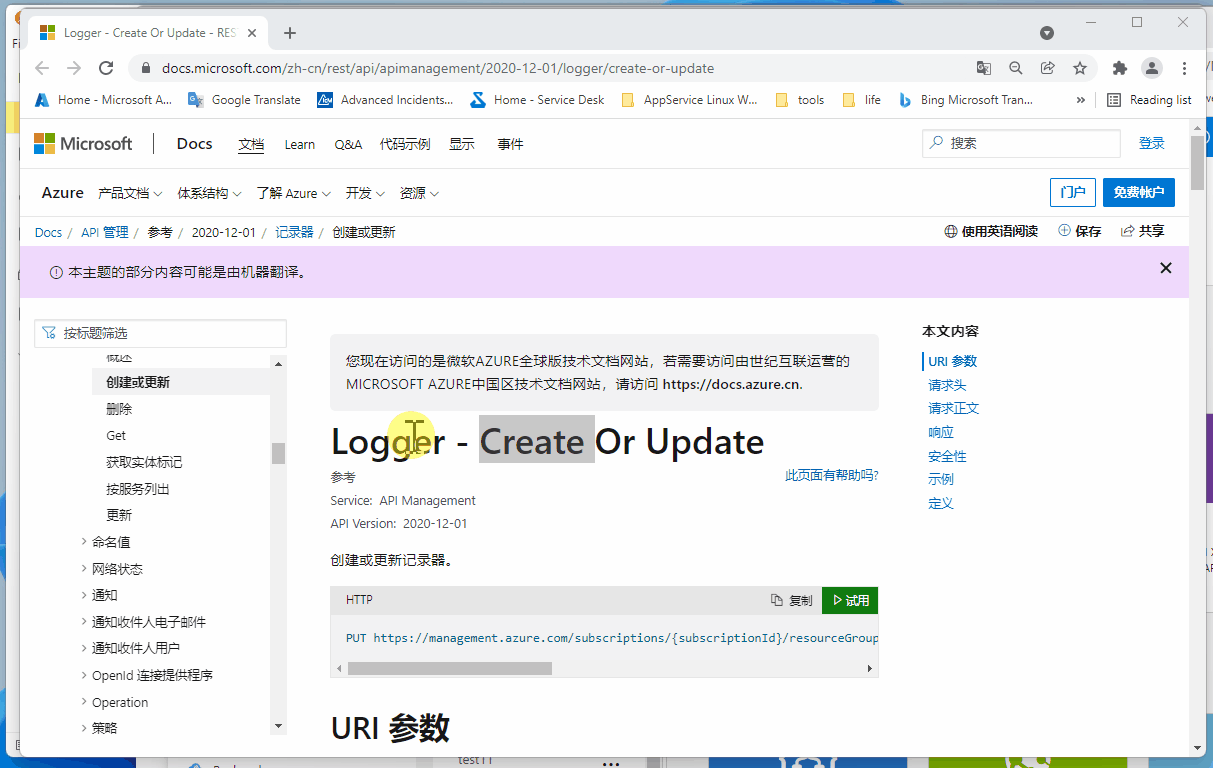 Logger - Create Or Update - RES
docs.microsoft.com/zh-cn/rest/api/apimanagement/2020-12-01/logger/create-or-update
Home - Microsoft A...
Google Translate
Advanced Incidents...
Home - Service Desk
AppService Linux W...
tools
life
Bing Microsoft Tran...
»
Reading list
Microsoft
Docs
文档
Learn
Q&A
代码示例
显示
事件
搜索
登录
Azure
产品文档
体系结构
了解 Azure
开发
资源
门户
免费帐户
Docs / API 管理 / 参考 / 2020-12-01 / 记录器 / 创建或更新
使用英语阅读
保存
共享
本主题的部分内容可能是由机器翻译。
按标题筛选
概述
创建或更新
删除
Get
获取实体标记
按服务列出
更新
命名值
网络状态
通知
通知收件人电子邮件
通知收件人用户
OpenId 连接提供程序
Operation
策略
您现在访问的是微软AZURE全球版技术文档网站，若需要访问由世纪互联运营的
MICROSOFT AZURE中国区技术文档网站，请访问 https://docs.azure.cn.
Logger - Create Or Update
参考
此页面有帮助吗?
Service: API Management
API Version: 2020-12-01
创建或更新记录器。
HTTP
复制
试用
PUT https://management.azure.com/subscriptions/{subscriptionId}/resourceGroup
URI 参数
本文内容
URI 参数
请求头
请求正文
响应
安全性
示例
定义